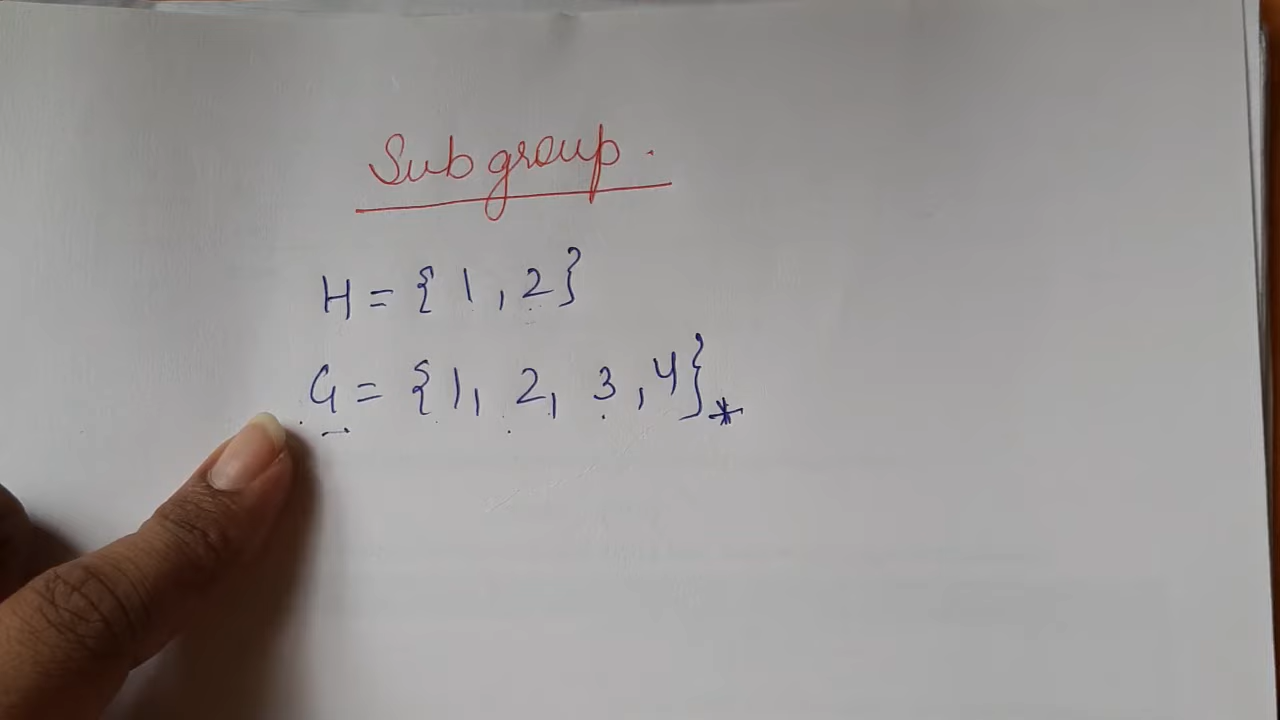 Subgroup.
H = { 1, 2 }
G = { 1, 2, 3, 4 }*